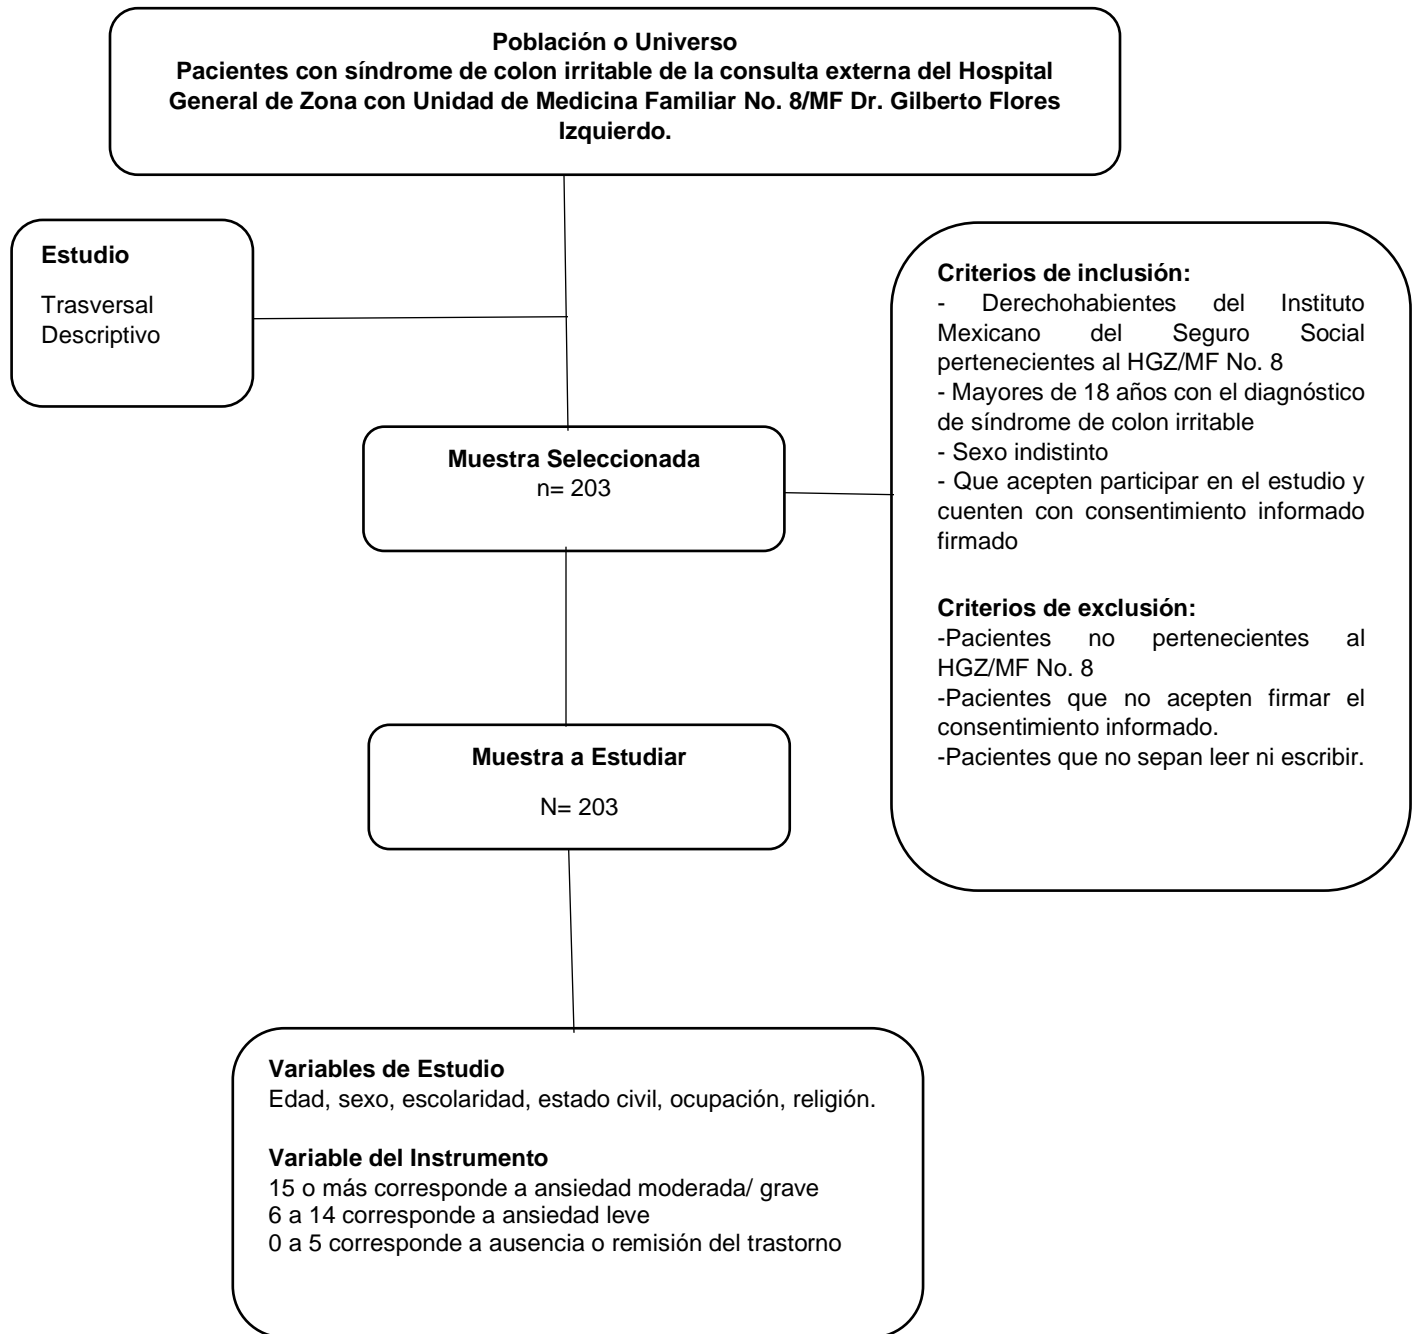 Población o Universo
Pacientes con síndrome de colon irritable de la consulta externa del Hospital
General de Zona con Unidad de Medicina Familiar No. 8/MF Dr. Gilberto Flores
Izquierdo.
Estudio
Trasversal
Descriptivo
Muestra Seleccionada
n= 203
Criterios de inclusión:
- Derechohabientes del Instituto
Mexicano del Seguro Social
pertenecientes al HGZ/MF No. 8
- Mayores de 18 años con el diagnóstico
de síndrome de colon irritable
- Sexo indistinto
- Que acepten participar en el estudio y
cuenten con consentimiento informado
firmado
Criterios de exclusión:
-Pacientes no pertenecientes al
HGZ/MF No. 8
-Pacientes que no acepten firmar el
consentimiento informado.
-Pacientes que no sepan leer ni escribir.
Muestra a Estudiar
N= 203
Variables de Estudio
Edad, sexo, escolaridad, estado civil, ocupación, religión.
Variable del Instrumento
15 o más corresponde a ansiedad moderada/ grave
6 a 14 corresponde a ansiedad leve
0 a 5 corresponde a ausencia o remisión del trastorno